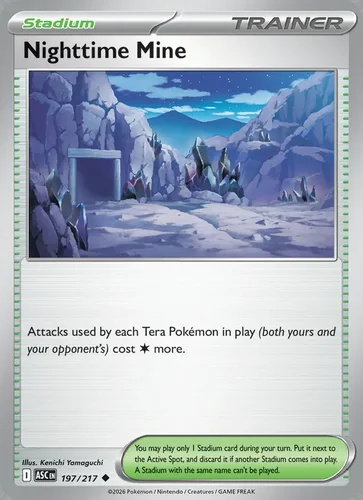 Stadium TRAINER
Nighttime Mine
Attacks used by each Tera Pokémon in play (both yours and
your opponent's) cost ✷ more.
Illus. Kenichi Yamaguchi
I ASC EN 197/217 ◆
You may play only 1 Stadium card during your turn. Put it next to
the Active Spot, and discard it if another Stadium comes into play.
A Stadium with the same name can't be played.
©2026 Pokémon / Nintendo / Creatures / GAME FREAK